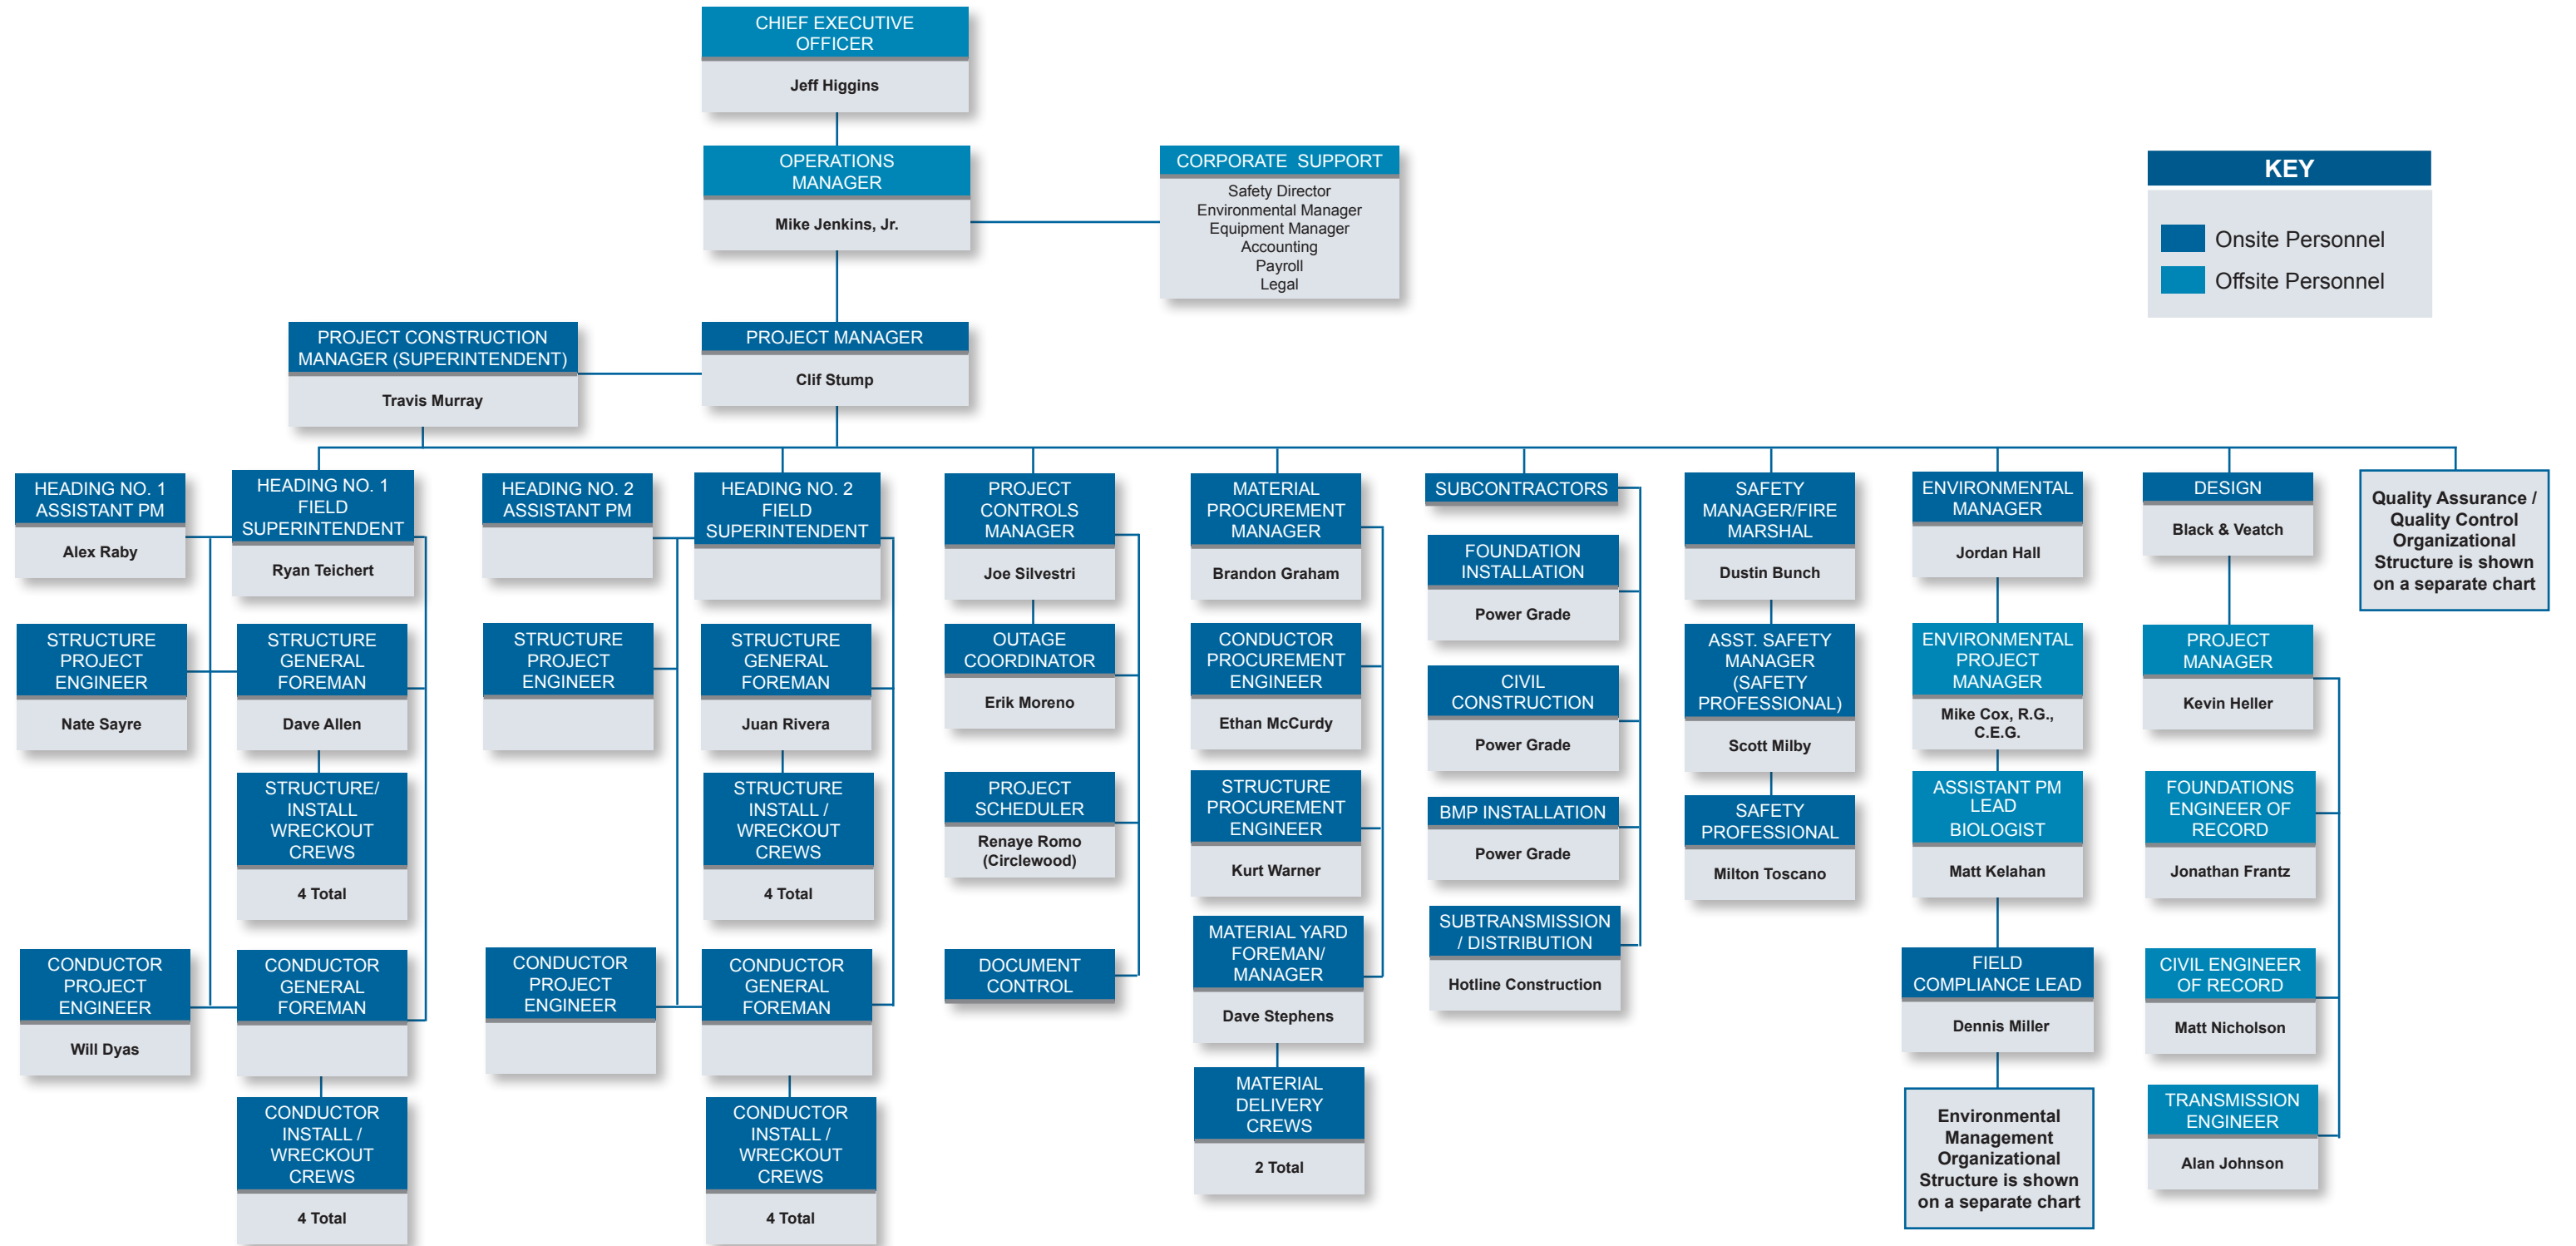 CHIEF EXECUTIVE
OFFICER
Jeff Higgins
OPERATIONS
MANAGER
Mike Jenkins, Jr.
CORPORATE SUPPORT
Safety Director
Environmental Manager
Equipment Manager
Accounting
Payroll
Legal
KEY
Onsite Personnel
Offsite Personnel
PROJECT CONSTRUCTION
MANAGER (SUPERINTENDENT)
Travis Murray
PROJECT MANAGER
Clif Stump
HEADING NO. 1
ASSISTANT PM
Alex Raby
STRUCTURE
PROJECT
ENGINEER
Nate Sayre
CONDUCTOR
PROJECT
ENGINEER
Will Dyas
HEADING NO. 1
FIELD
SUPERINTENDENT
Ryan Teichert
STRUCTURE
GENERAL
FOREMAN
Dave Allen
STRUCTURE/
INSTALL
WRECKOUT
CREWS
4 Total
CONDUCTOR
GENERAL
FOREMAN
CONDUCTOR
INSTALL /
WRECKOUT
CREWS
4 Total
HEADING NO. 2
ASSISTANT PM
STRUCTURE
PROJECT
ENGINEER
CONDUCTOR
PROJECT
ENGINEER
HEADING NO. 2
FIELD
SUPERINTENDENT
STRUCTURE
GENERAL
FOREMAN
Juan Rivera
STRUCTURE
INSTALL /
WRECKOUT
CREWS
4 Total
CONDUCTOR
GENERAL
FOREMAN
CONDUCTOR
INSTALL /
WRECKOUT
CREWS
4 Total
PROJECT
CONTROLS
MANAGER
Joe Silvestri
OUTAGE
COORDINATOR
Erik Moreno
PROJECT
SCHEDULER
Renaye Romo
(Circlewood)
DOCUMENT
CONTROL
MATERIAL
PROCUREMENT
MANAGER
Brandon Graham
CONDUCTOR
PROCUREMENT
ENGINEER
Ethan McCurdy
STRUCTURE
PROCUREMENT
ENGINEER
Kurt Warner
MATERIAL YARD
FOREMAN/
MANAGER
Dave Stephens
MATERIAL
DELIVERY
CREWS
2 Total
SUBCONTRACTORS
FOUNDATION
INSTALLATION
Power Grade
CIVIL
CONSTRUCTION
Power Grade
BMP INSTALLATION
Power Grade
SUBTRANSMISSION
/ DISTRIBUTION
Hotline Construction
SAFETY
MANAGER/FIRE
MARSHAL
Dustin Bunch
ASST. SAFETY
MANAGER
(SAFETY
PROFESSIONAL)
Scott Milby
SAFETY
PROFESSIONAL
Milton Toscano
ENVIRONMENTAL
MANAGER
Jordan Hall
ENVIRONMENTAL
PROJECT
MANAGER
Mike Cox, R.G.,
C.E.G.
ASSISTANT PM
LEAD
BIOLOGIST
Matt Kelahan
FIELD
COMPLIANCE LEAD
Dennis Miller
Environmental
Management
Organizational
Structure is shown
on a separate chart
DESIGN
Black & Veatch
PROJECT
MANAGER
Kevin Heller
FOUNDATIONS
ENGINEER OF
RECORD
Jonathan Frantz
CIVIL ENGINEER
OF RECORD
Matt Nicholson
TRANSMISSION
ENGINEER
Alan Johnson
Quality Assurance /
Quality Control
Organizational
Structure is shown
on a separate chart